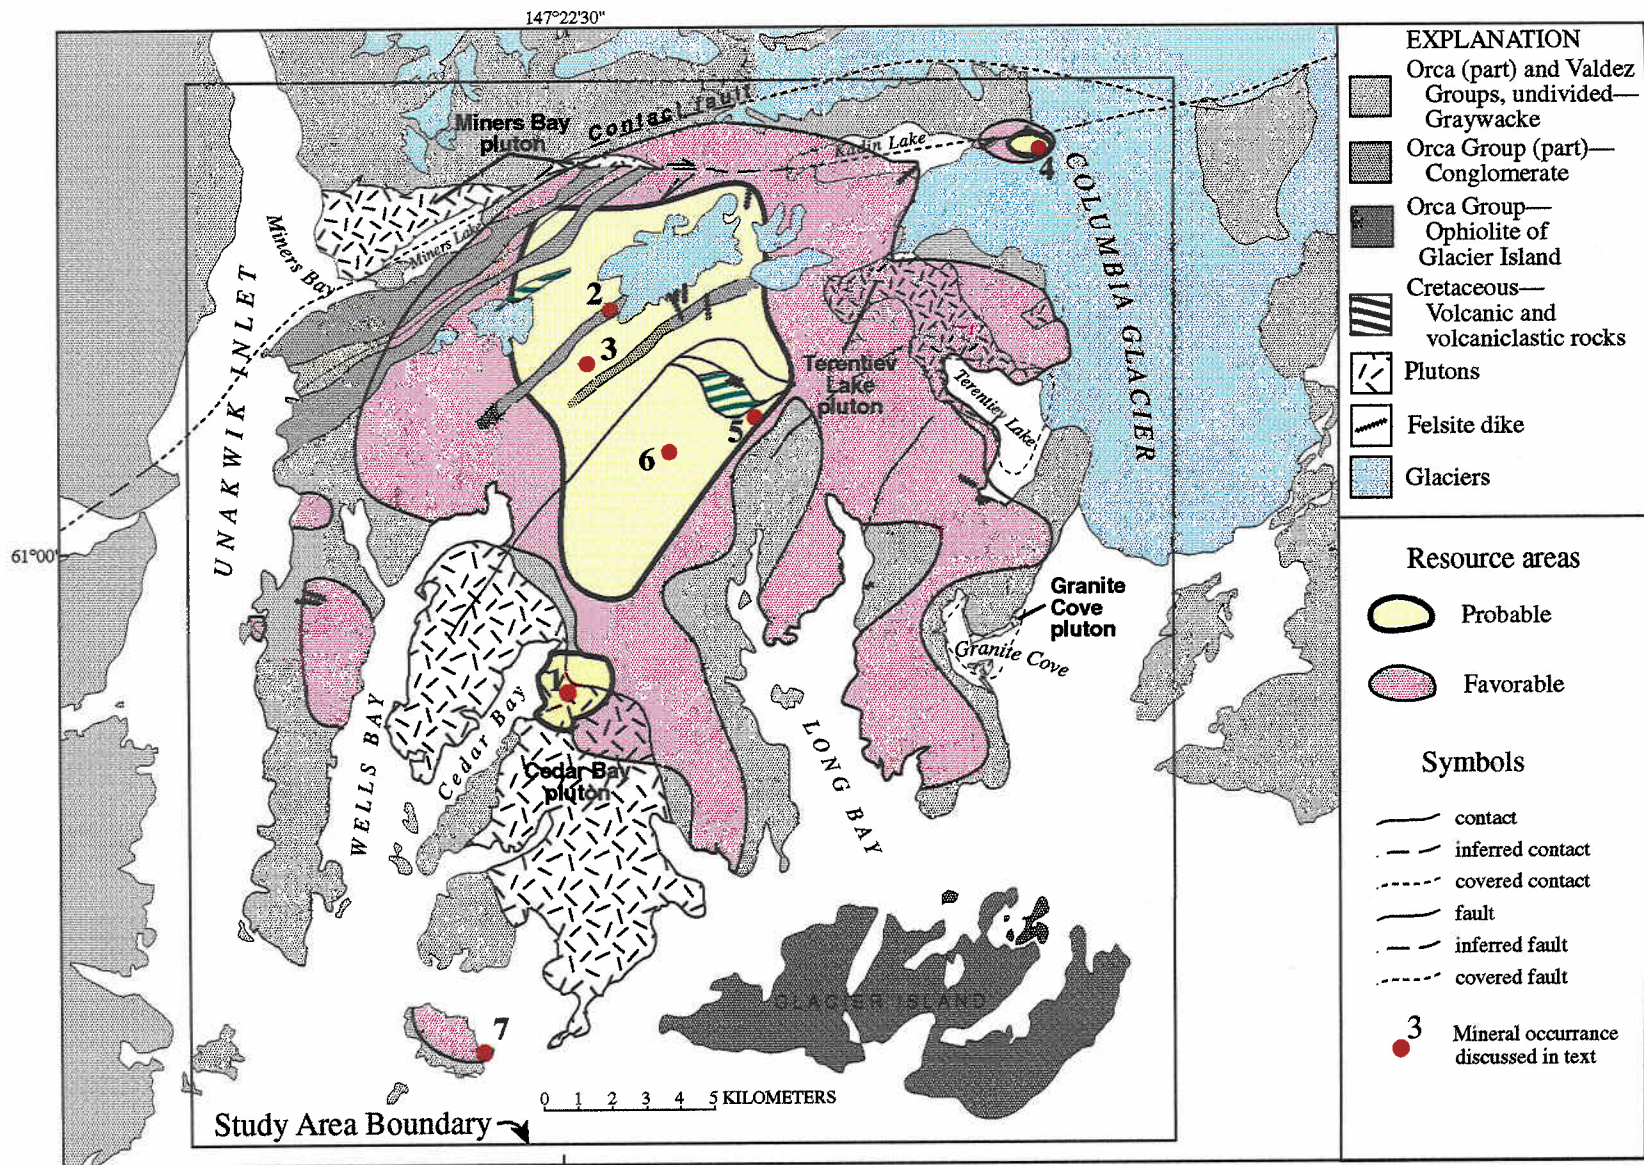 147°22'30"
EXPLANATION
Orca (part) and Valdez
Groups, undivided—
Graywacke
Orca Group (part)—
Conglomerate
Orca Group—
Ophiolite of
Glacier Island
Cretaceous—
Volcanic and
volcaniclastic rocks
Plutons
Felsite dike
Glaciers
Resource areas
Probable
Favorable
Symbols
contact
inferred contact
covered contact
fault
inferred fault
covered fault
3
Mineral occurrance
discussed in text
Miners Bay
pluton
Contact fault
Kadin Lake
4
COLUMBIA GLACIER
Miners Bay
Miners Lake
UNAKWIK INLET
2
3
Terentiev
Lake
pluton
Terentiev Lake
5
6
61°00'
Granite
Cove
pluton
Granite Cove
1
WELLS BAY
Cedar Bay
Cedar Bay
pluton
LONG BAY
GLACIER ISLAND
7
0 1 2 3 4 5 KILOMETERS
Study Area Boundary